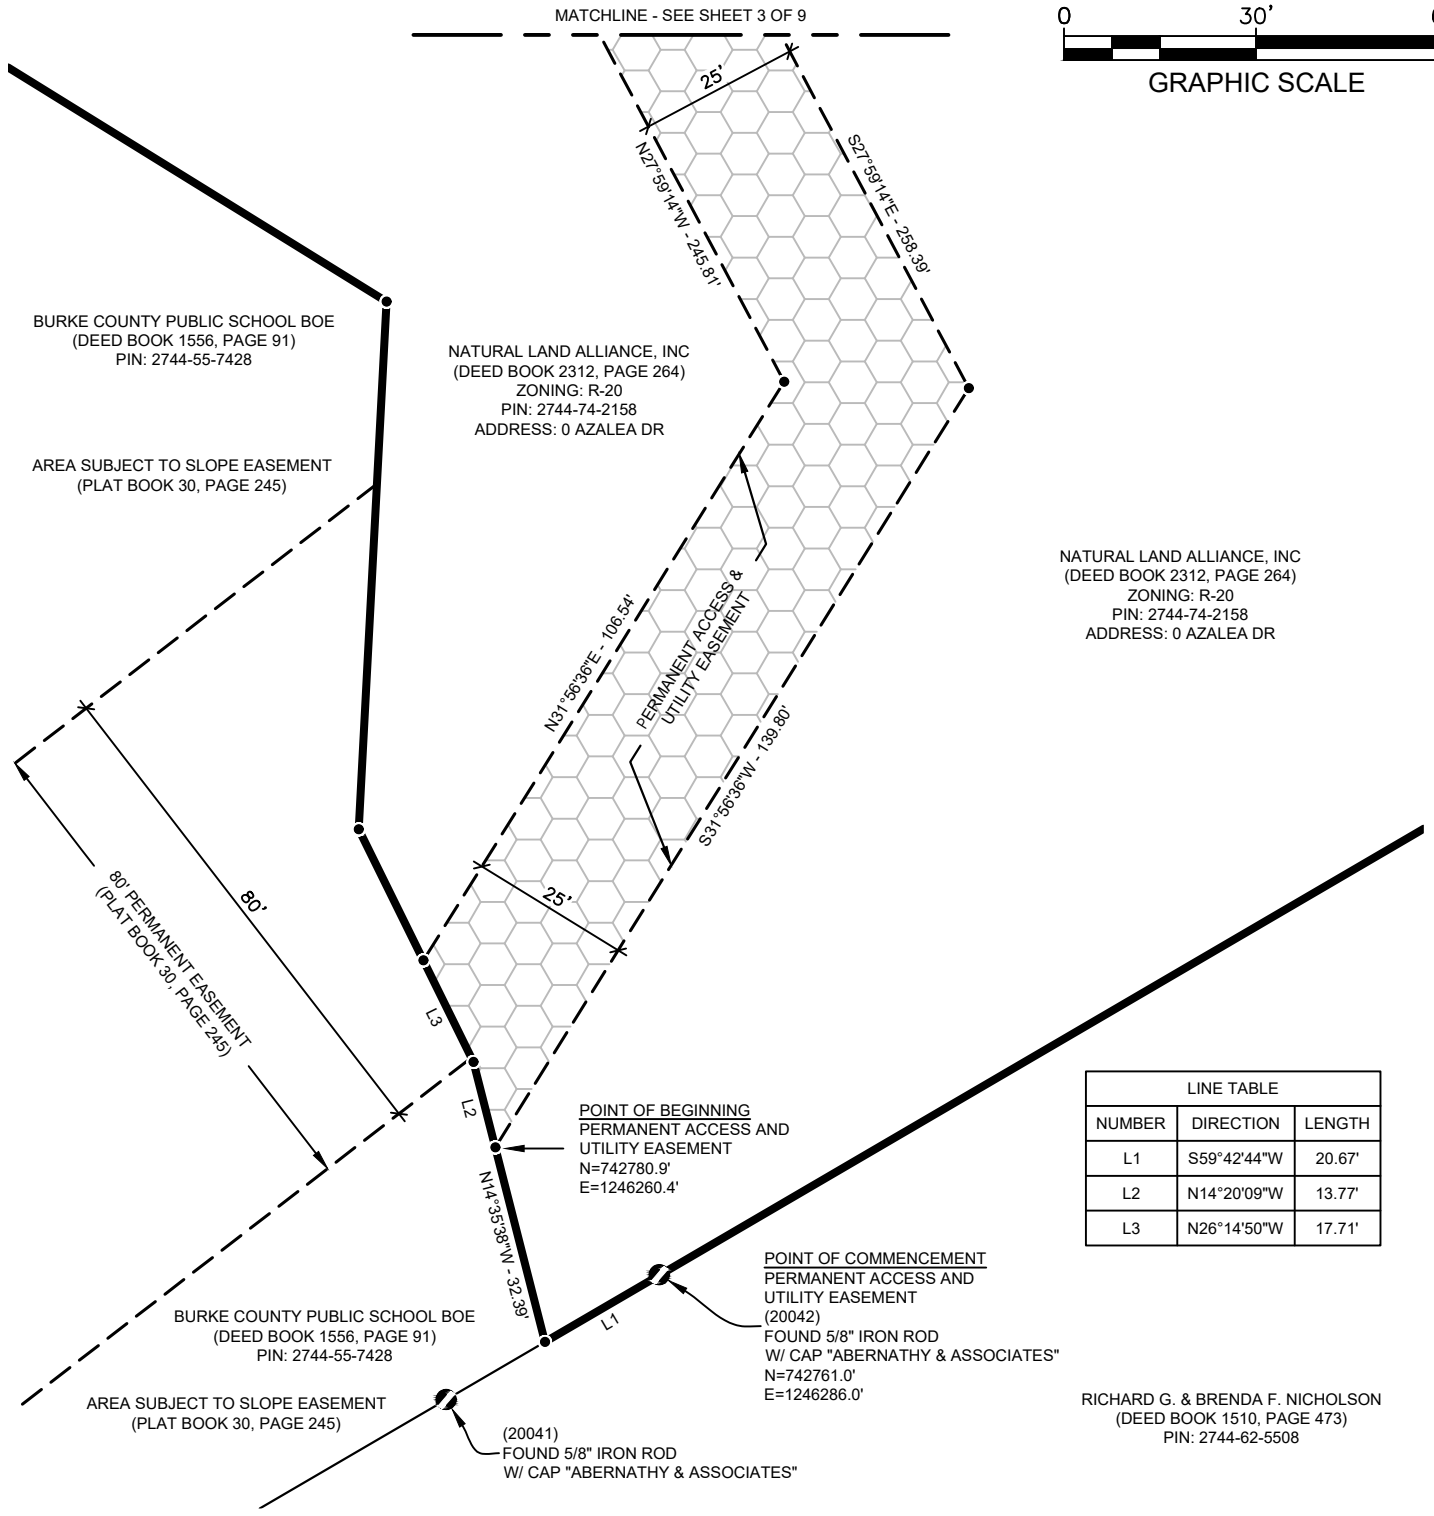 MATCHLINE - SEE SHEET 3 OF 9
0 30'
GRAPHIC SCALE
25'
N27°59'14"W - 245.81'
S27°59'14"E - 258.39'
BURKE COUNTY PUBLIC SCHOOL BOE
(DEED BOOK 1556, PAGE 91)
PIN: 2744-55-7428
NATURAL LAND ALLIANCE, INC
(DEED BOOK 2312, PAGE 264)
ZONING: R-20
PIN: 2744-74-2158
ADDRESS: 0 AZALEA DR
AREA SUBJECT TO SLOPE EASEMENT
(PLAT BOOK 30, PAGE 245)
NATURAL LAND ALLIANCE, INC
(DEED BOOK 2312, PAGE 264)
ZONING: R-20
PIN: 2744-74-2158
ADDRESS: 0 AZALEA DR
N31°56'36"E - 106.54'
PERMANENT ACCESS &
UTILITY EASEMENT
S31°56'36"W - 139.80'
80'
80' PERMANENT EASEMENT
(PLAT BOOK 30, PAGE 245)
25'
L3
L2
POINT OF BEGINNING
PERMANENT ACCESS AND
UTILITY EASEMENT
N=742780.9'
E=1246260.4'
LINE TABLE
NUMBER DIRECTION LENGTH
L1 S59°42'44"W 20.67'
L2 N14°20'09"W 13.77'
L3 N26°14'50"W 17.71'
N14°35'38"W - 32.39'
POINT OF COMMENCEMENT
PERMANENT ACCESS AND
UTILITY EASEMENT
(20042)
FOUND 5/8" IRON ROD
W/ CAP "ABERNATHY & ASSOCIATES"
N=742761.0'
E=1246286.0'
L1
BURKE COUNTY PUBLIC SCHOOL BOE
(DEED BOOK 1556, PAGE 91)
PIN: 2744-55-7428
AREA SUBJECT TO SLOPE EASEMENT
(PLAT BOOK 30, PAGE 245)
(20041)
FOUND 5/8" IRON ROD
W/ CAP "ABERNATHY & ASSOCIATES"
RICHARD G. & BRENDA F. NICHOLSON
(DEED BOOK 1510, PAGE 473)
PIN: 2744-62-5508